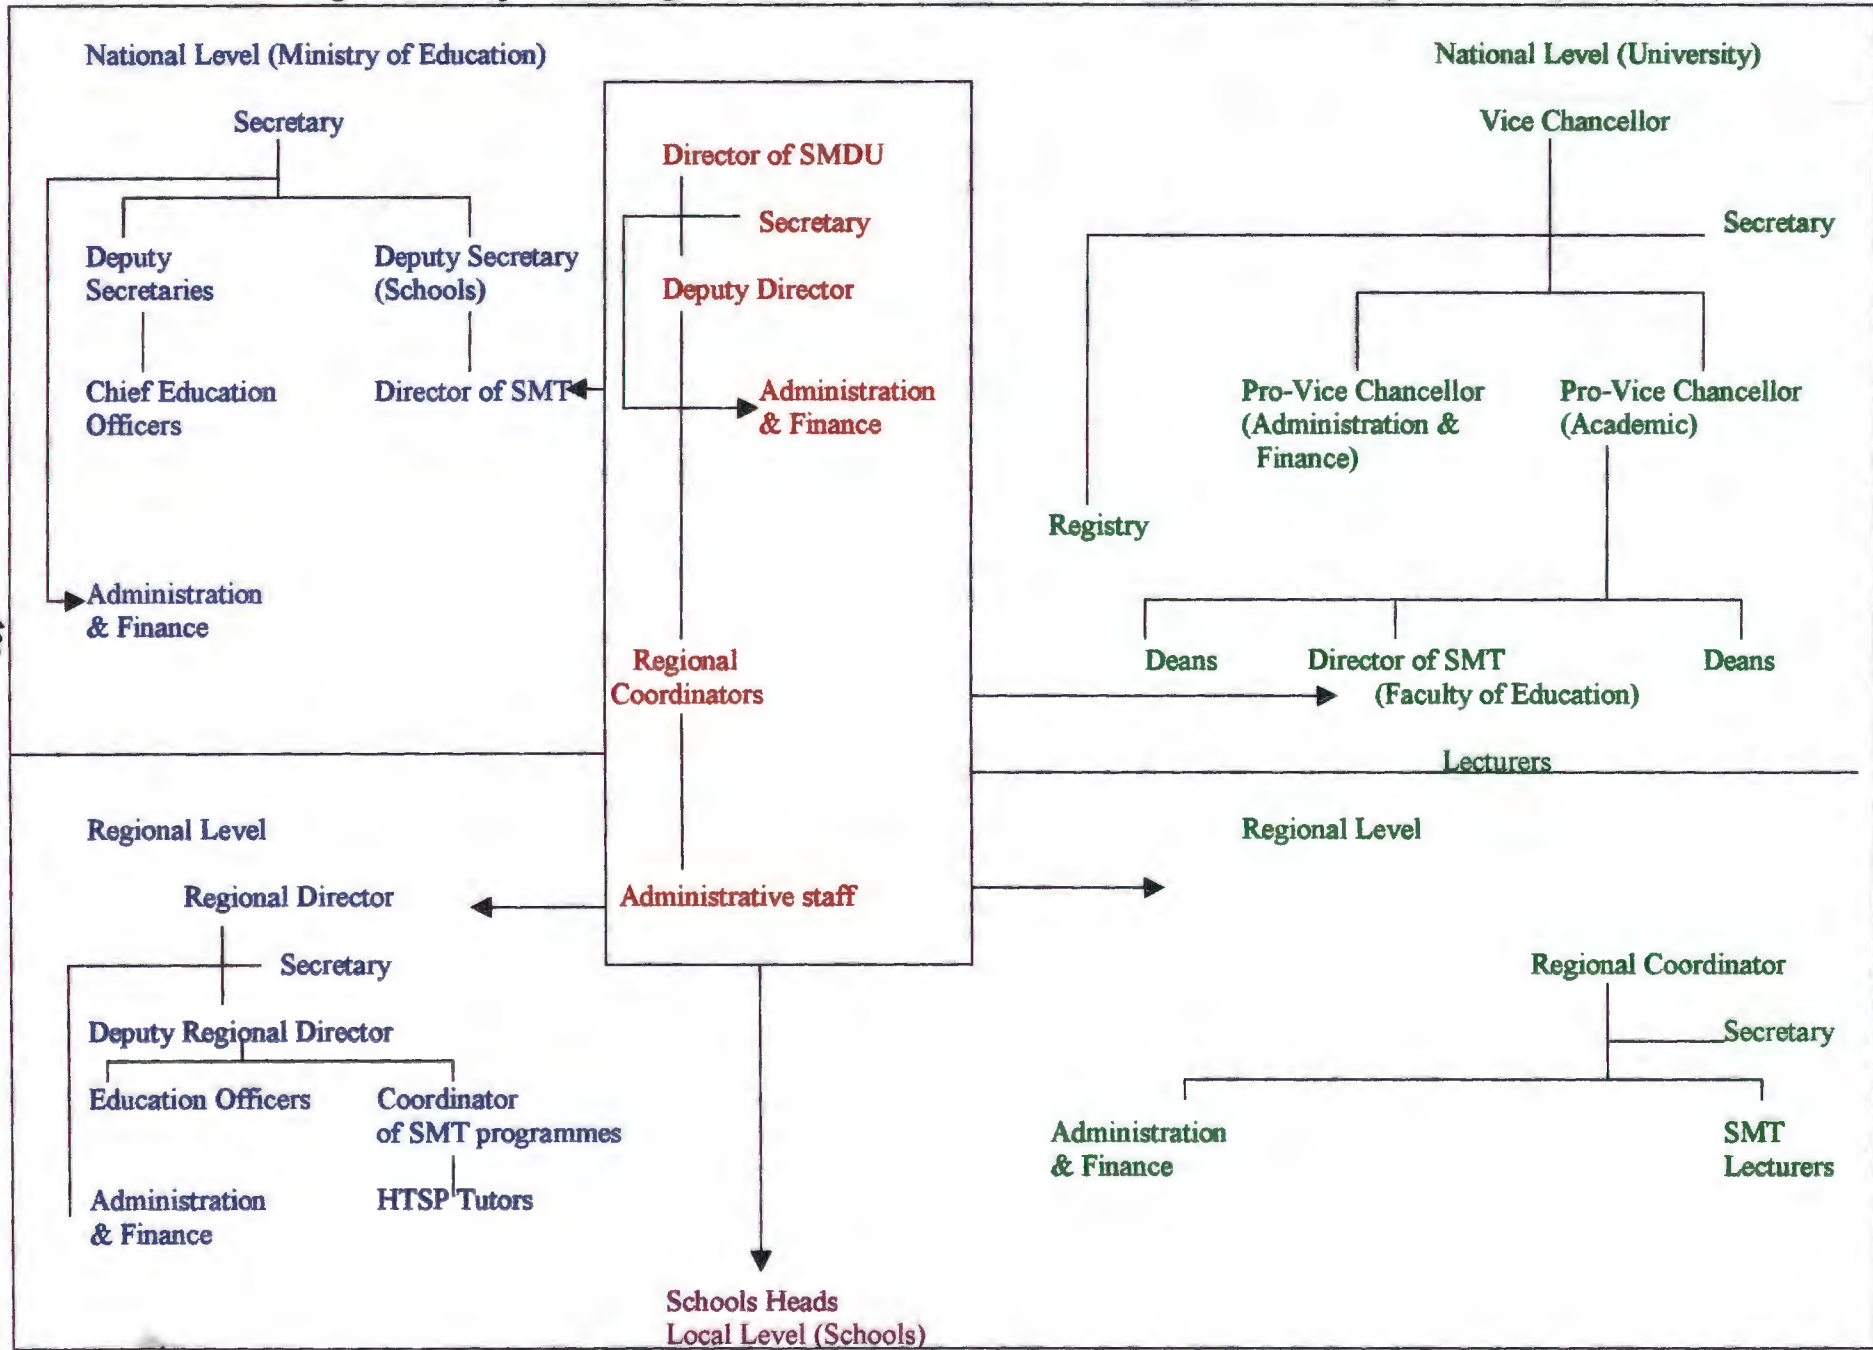 National Level (Ministry of Education)
Secretary
Deputy
Secretaries
Deputy Secretary
(Schools)
Chief Education
Officers
Director of SMT
Administration
& Finance
Director of SMDU
Secretary
Deputy Director
Administration
& Finance
Regional
Coordinators
Administrative staff
National Level (University)
Vice Chancellor
Secretary
Pro-Vice Chancellor
(Administration &
Finance)
Pro-Vice Chancellor
(Academic)
Registry
Deans
Director of SMT
(Faculty of Education)
Deans
Lecturers
Regional Level
Regional Director
Secretary
Deputy Regional Director
Education Officers
Coordinator
of SMT programmes
Administration
& Finance
HTSP Tutors
Regional Level
Regional Coordinator
Secretary
Administration
& Finance
SMT
Lecturers
Schools Heads
Local Level (Schools)